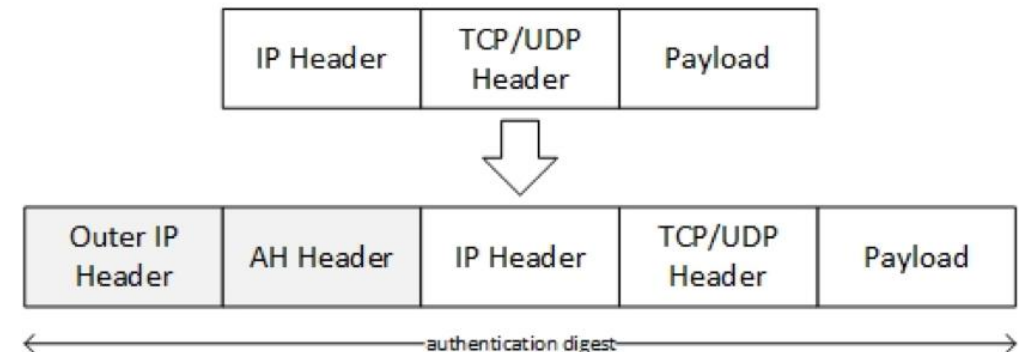 IP Header
TCP/UDP
Header
Payload
Outer IP
Header
AH Header
IP Header
TCP/UDP
Header
Payload
authentication digest